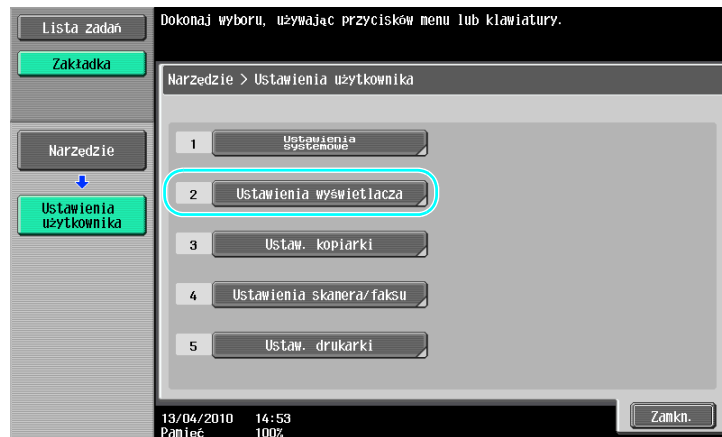 Lista zadań
Zakładka
Narzędzie
Ustawienia
użytkownika
Dokonaj wyboru, używając przycisków menu lub klawiatury.
Narzędzie > Ustawienia użytkownika
1 Ustawienia
systemowe
2 Ustawienia wyświetlacza
3 Ustaw. kopiarki
4 Ustawienia skanera/faksu
5 Ustaw. drukarki
13/04/2010 14:53
Pamięć 100%
Zamkn.